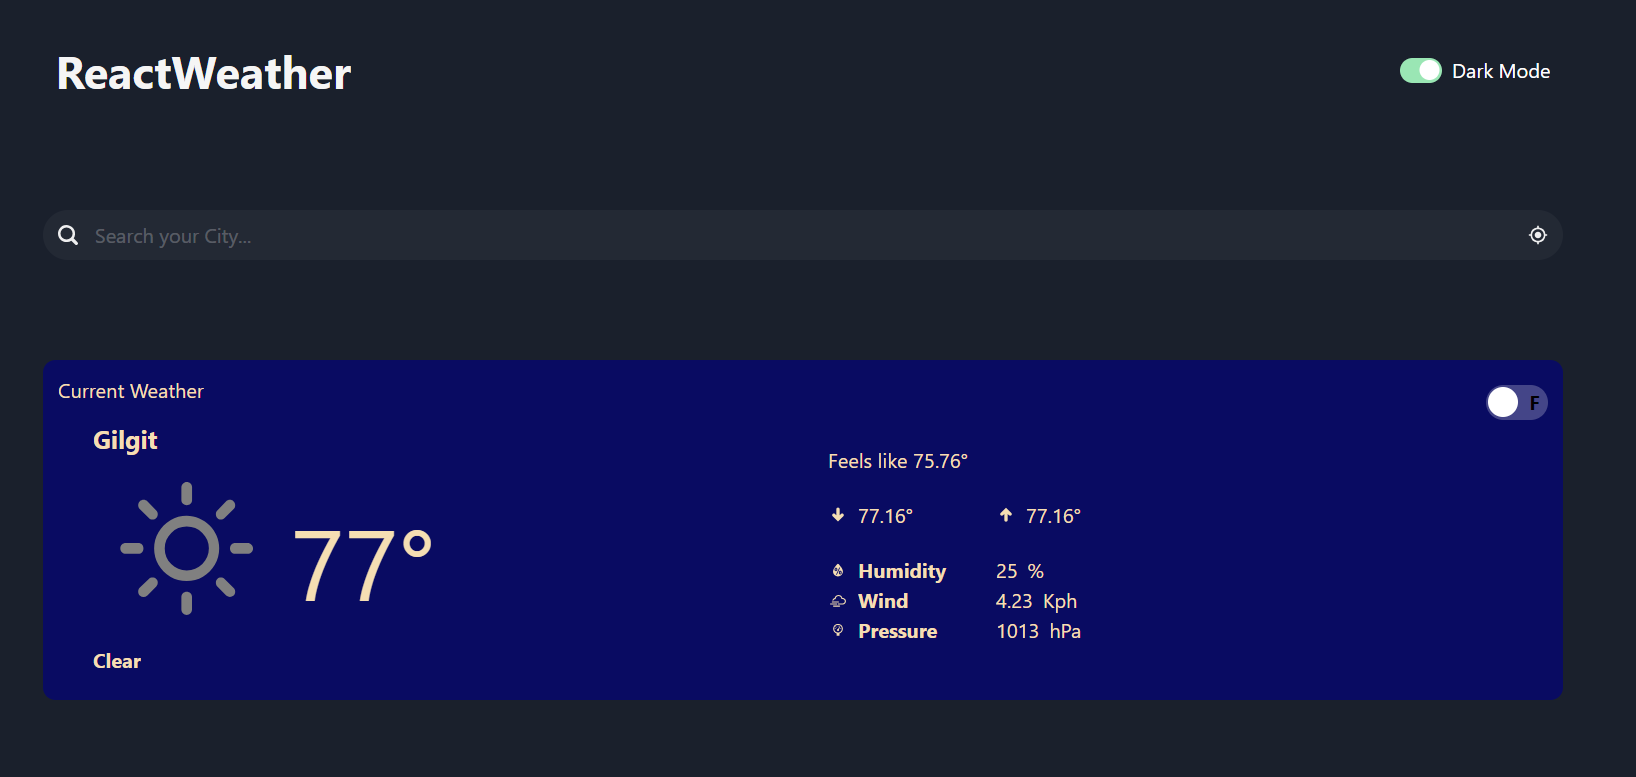 ReactWeather
Dark Mode
Search your City...
Current Weather
F
Gilgit
77°
Clear
Feels like 75.76°
77.16° 77.16°
Humidity 25 %
Wind 4.23 Kph
Pressure 1013 hPa